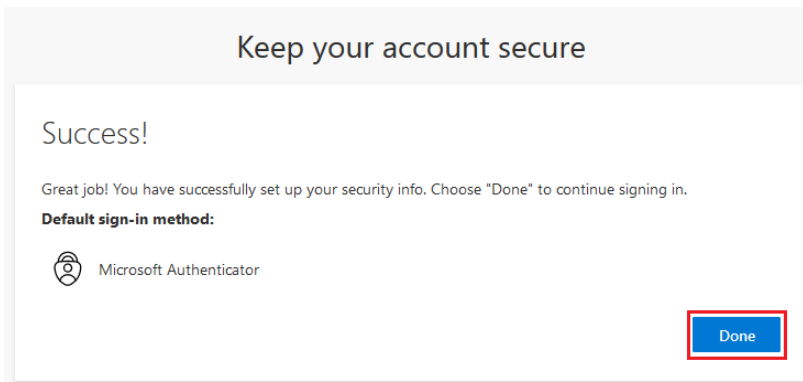 Keep your account secure
Success!
Great job! You have successfully set up your security info. Choose "Done" to continue signing in.
Default sign-in method:
Microsoft Authenticator
Done